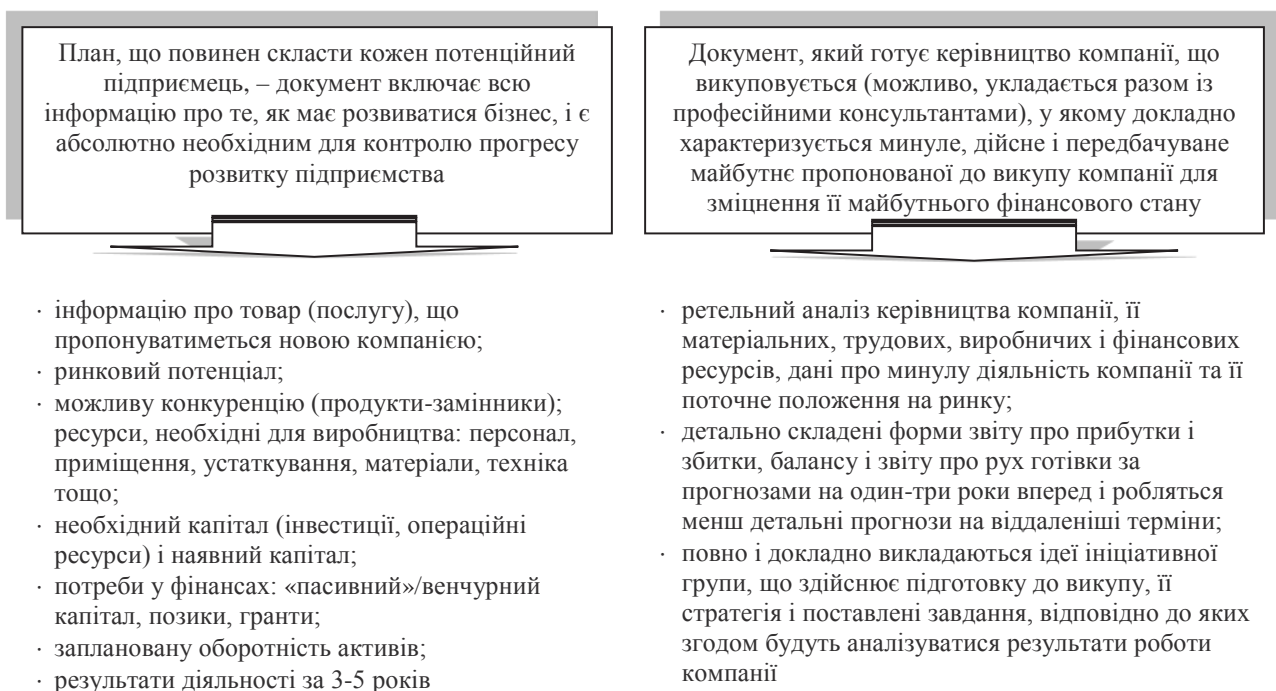 План, що повинен скласти кожен потенційний
підприємець, – документ включає всю
інформацію про те, як має розвиватися бізнес, і є
абсолютно необхідним для контролю прогресу
розвитку підприємства
· інформацію про товар (послугу), що
пропонуватиметься новою компанією;
· ринковий потенціал;
· можливу конкуренцію (продукти-замінники);
ресурси, необхідні для виробництва: персонал,
приміщення, устаткування, матеріали, техніка
тощо;
· необхідний капітал (інвестиції, операційні
ресурси) і наявний капітал;
· потреби у фінансах: «пасивний»/венчурний
капітал, позики, гранти;
· заплановану оборотність активів;
· результати діяльності за 3-5 років
Документ, який готує керівництво компанії, що
викуповується (можливо, укладається разом із
професійними консультантами), у якому докладно
характеризується минуле, дійсне і передбачуване
майбутнє пропонованої до викупу компанії для
зміцнення її майбутнього фінансового стану
· ретельний аналіз керівництва компанії, її
матеріальних, трудових, виробничих і фінансових
ресурсів, дані про минулу діяльність компанії та її
поточне положення на ринку;
· детально складені форми звіту про прибутки і
збитки, балансу і звіту про рух готівки за
прогнозами на один-три роки вперед і робляться
менш детальні прогнози на віддаленіші терміни;
· повно і докладно викладаються ідеї ініціативної
групи, що здійснює підготовку до викупу, її
стратегія і поставлені завдання, відповідно до яких
згодом будуть аналізуватися результати роботи
компанії